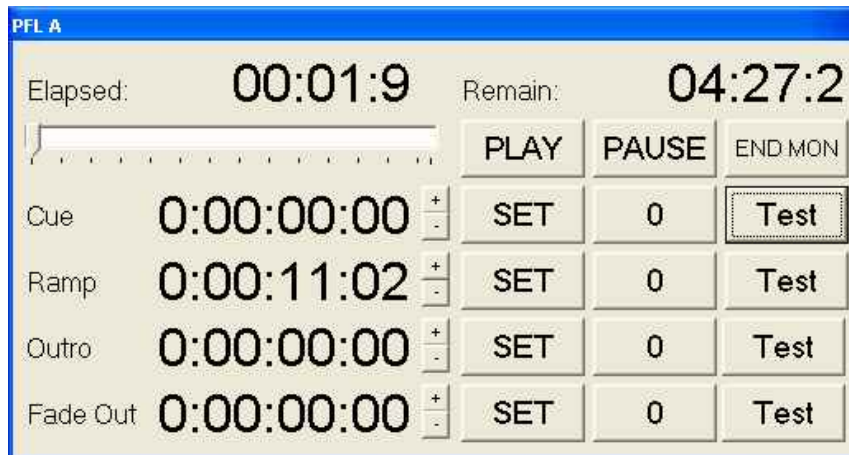 PFL A
Elapsed: 00:01:9 Remain: 04:27:2
PLAY PAUSE END MON
Cue 0:00:00:00 + - SET 0 Test
Ramp 0:00:11:02 + - SET 0 Test
Outro 0:00:00:00 + - SET 0 Test
Fade Out 0:00:00:00 + - SET 0 Test